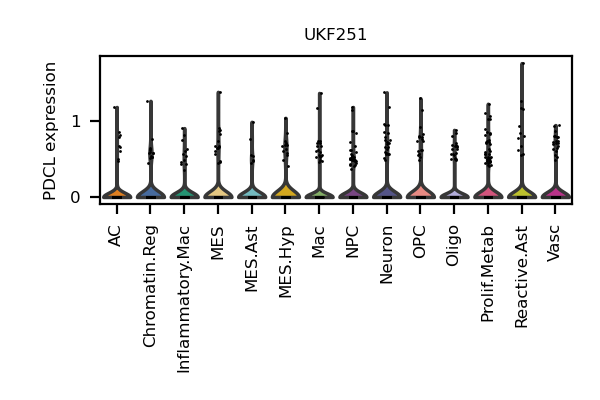 UKF251
PDCL expression
1
0
AC
Chromatin.Reg
Inflammatory.Mac
MES
MES.Ast
MES.Hyp
Mac
NPC
Neuron
OPC
Oligo
Prolif.Metab
Reactive.Ast
Vasc